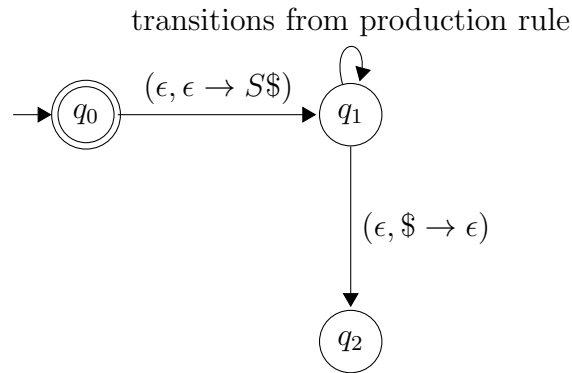 transitions from production rule
(ϵ, ϵ → S$)
q₀
q₁
(ϵ, $ → ϵ)
q₂